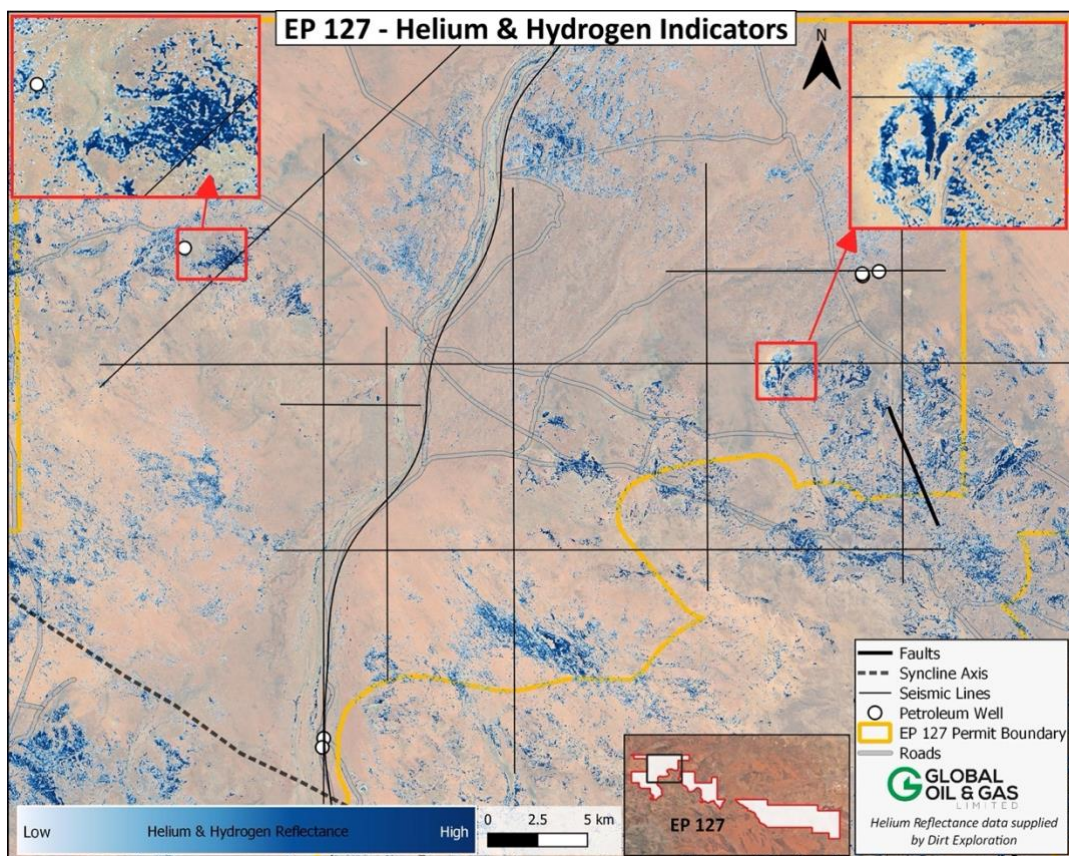 EP 127 - Helium & Hydrogen Indicators
N
Faults
Syncline Axis
Seismic Lines
Petroleum Well
EP 127 Permit Boundary
Roads
GLOBAL
OIL & GAS
LIMITED
Helium Reflectance data supplied
by Dirt Exploration
EP 127
Low Helium & Hydrogen Reflectance High
0 2.5 5 km